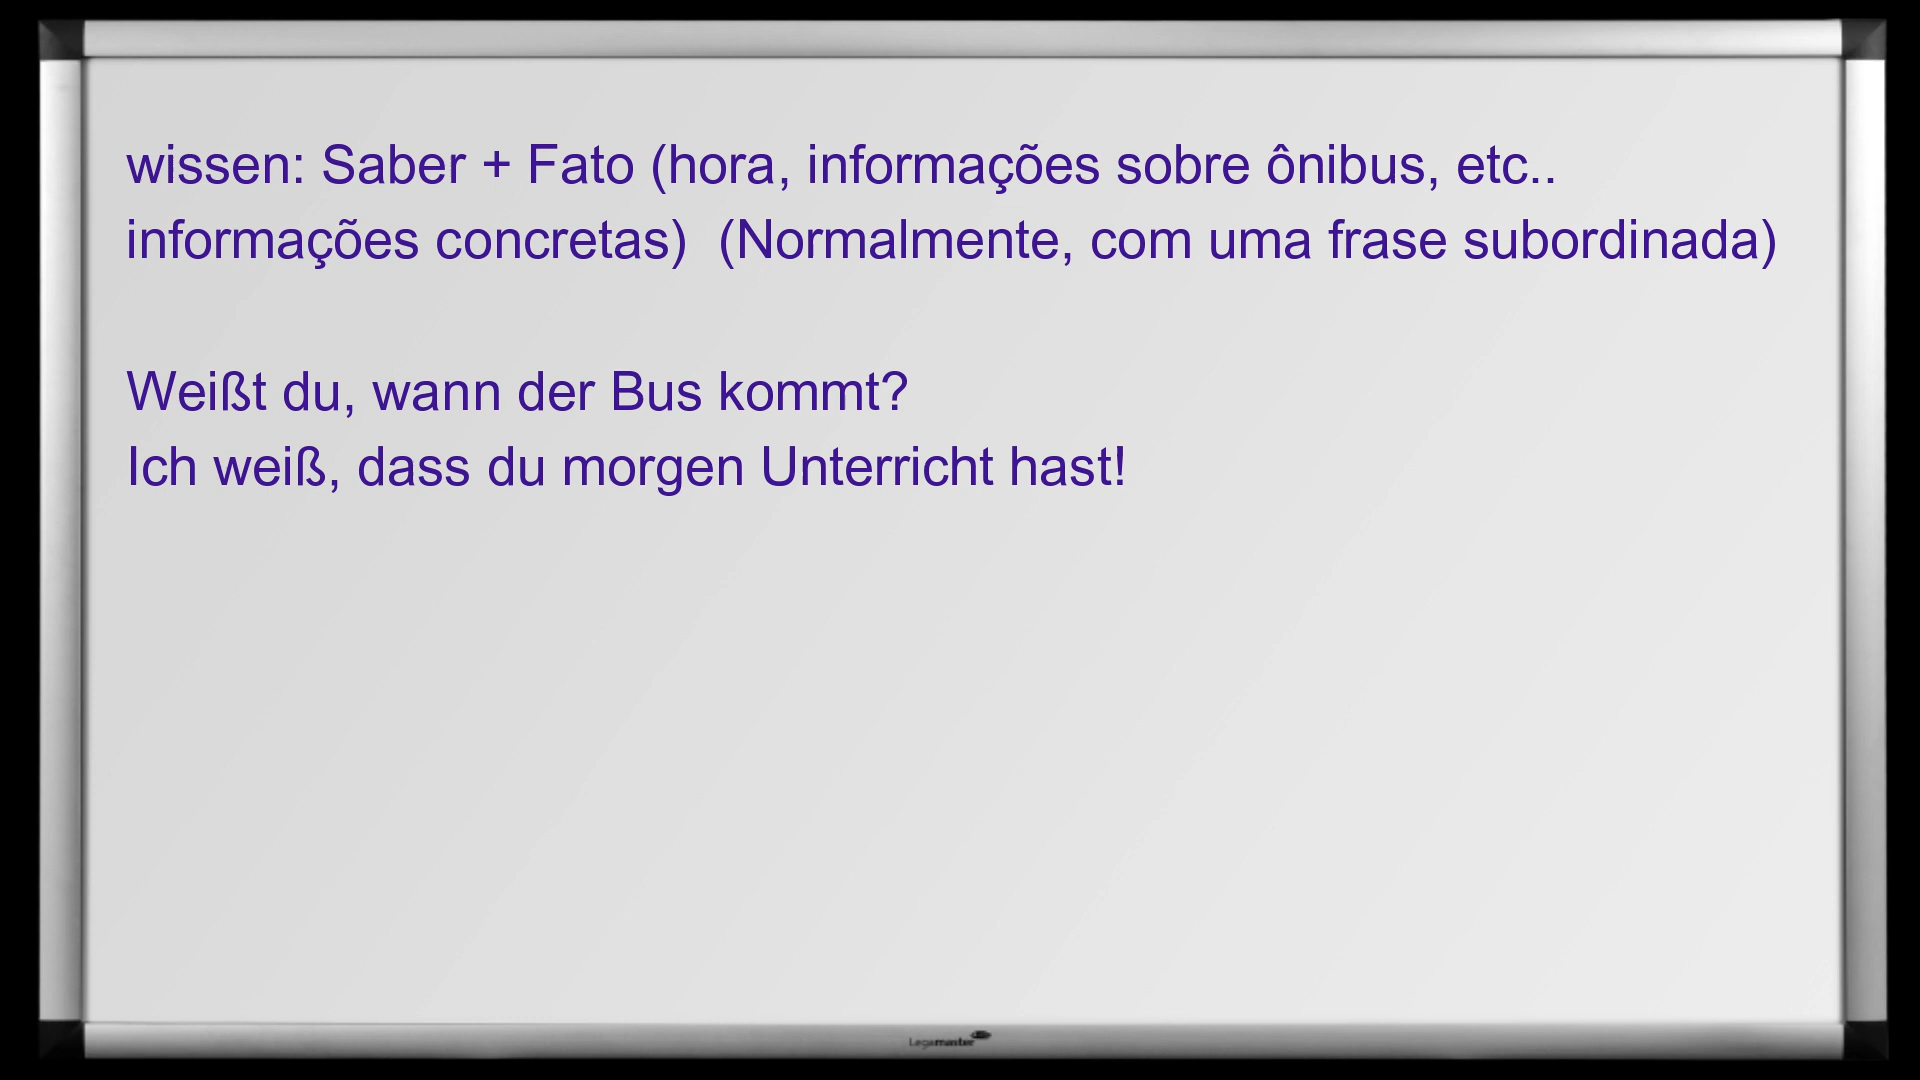 wissen: Saber + Fato (hora, informações sobre ônibus, etc..
informações concretas)  (Normalmente, com uma frase subordinada)
Weißt du, wann der Bus kommt?
Ich weiß, dass du morgen Unterricht hast!
Legamaster